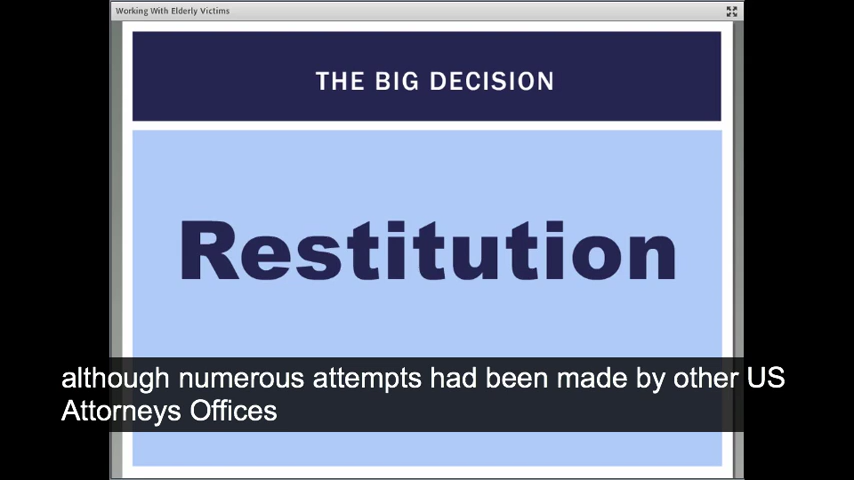 Working With Elderly Victims
THE BIG DECISION
Restitution
although numerous attempts had been made by other US
Attorneys Offices